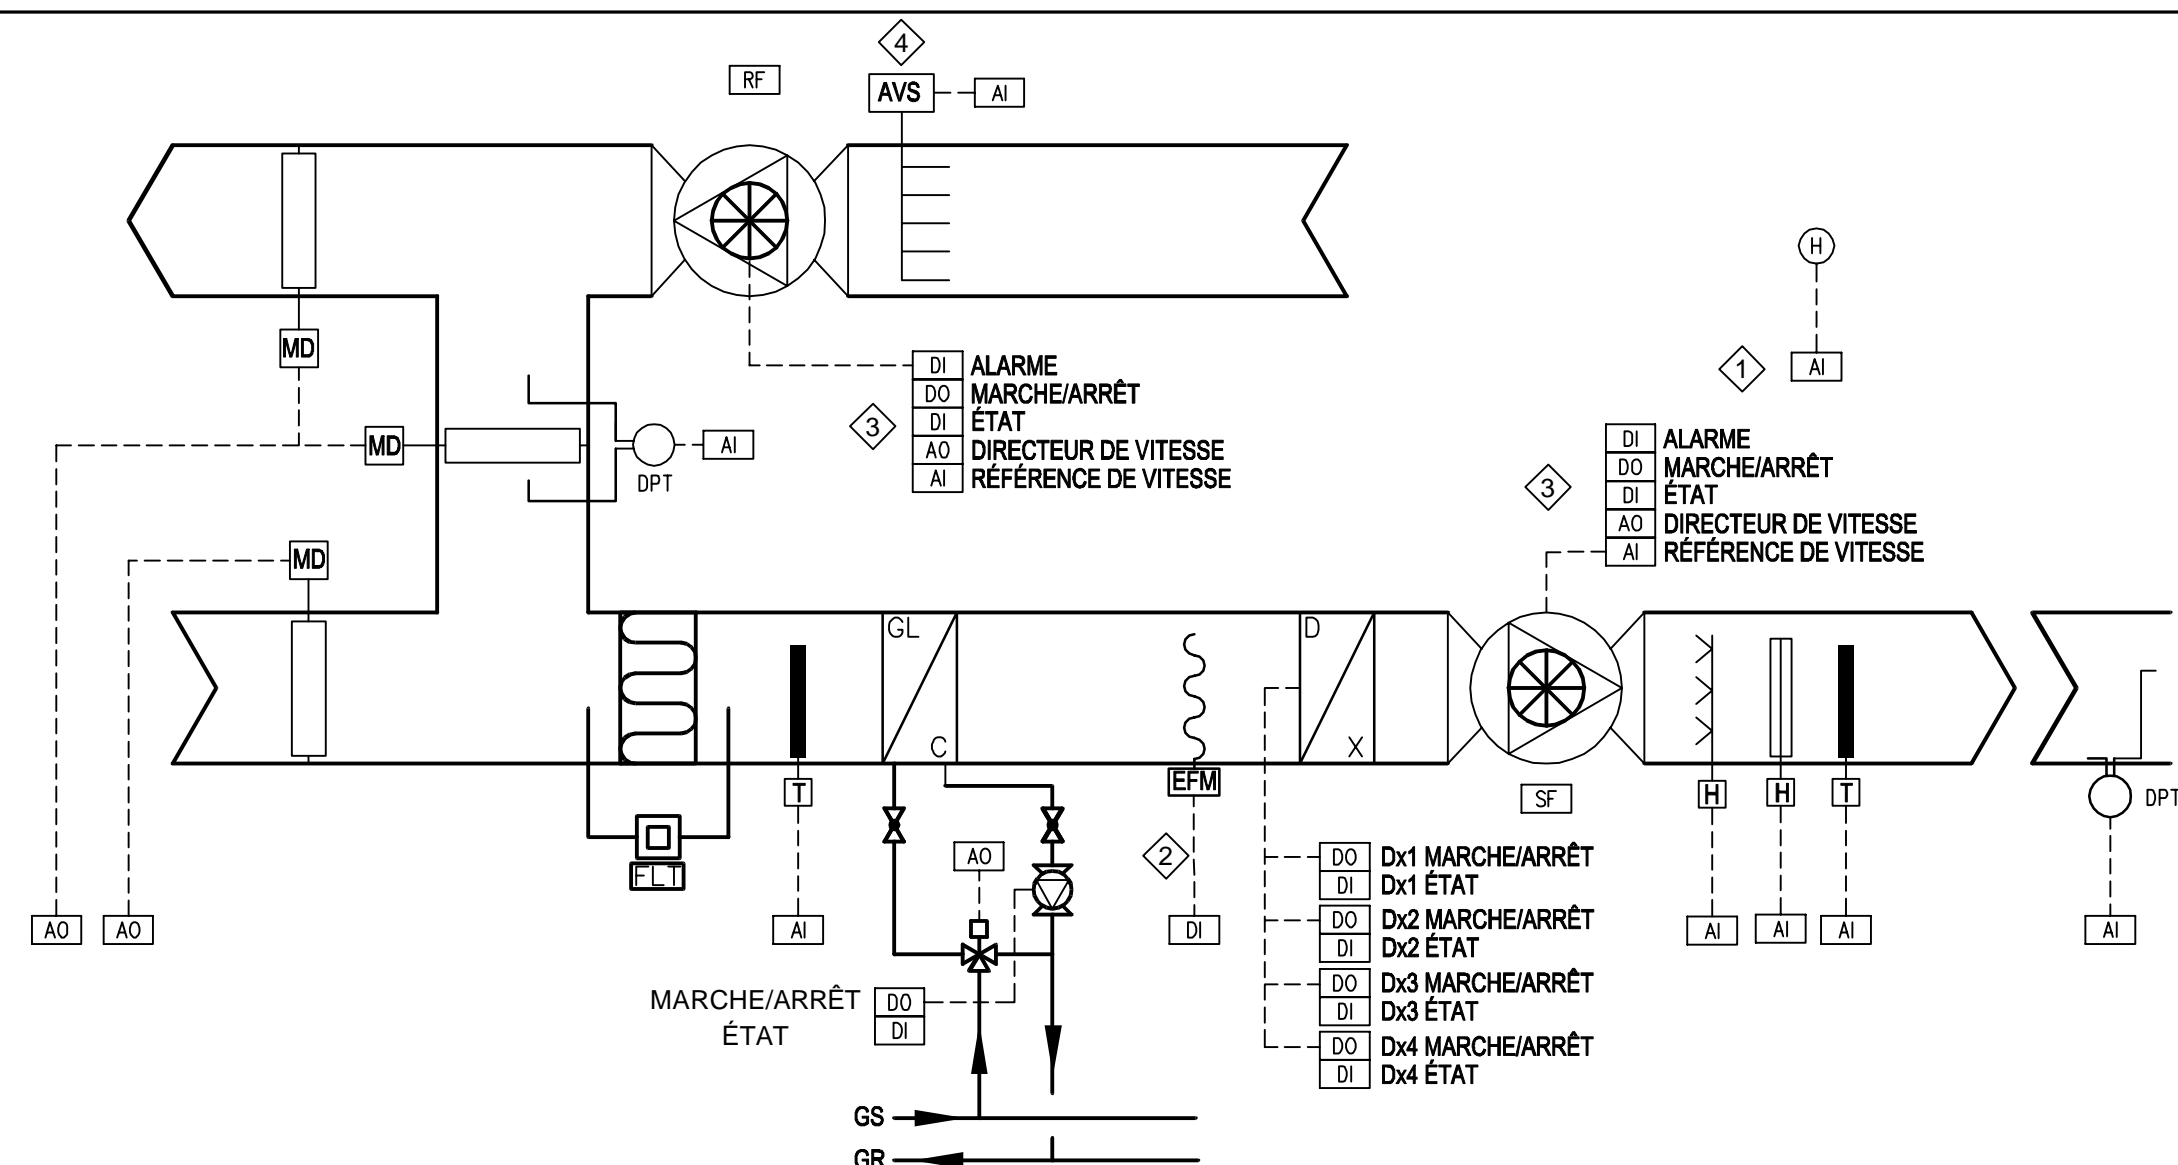 4
RF
AVS
AI
H
MD
1
AI
DI ALARME
DO MARCHE/ARRÊT
3
DI ÉTAT
AO DIRECTEUR DE VITESSE
AI RÉFÉRENCE DE VITESSE
MD
AI
DPT
DI ALARME
DO MARCHE/ARRÊT
3
DI ÉTAT
AO DIRECTEUR DE VITESSE
AI RÉFÉRENCE DE VITESSE
MD
GL
C
D
X
EFM
T
H
H
T
SF
DPT
2
FLT
AO
DO Dx1 MARCHE/ARRÊT
DI Dx1 ÉTAT
DO Dx2 MARCHE/ARRÊT
DI Dx2 ÉTAT
DO Dx3 MARCHE/ARRÊT
DI Dx3 ÉTAT
DO Dx4 MARCHE/ARRÊT
DI Dx4 ÉTAT
AO
AO
AI
DI
AI
AI
AI
AI
MARCHE/ARRÊT DO
ÉTAT DI
GS
GR